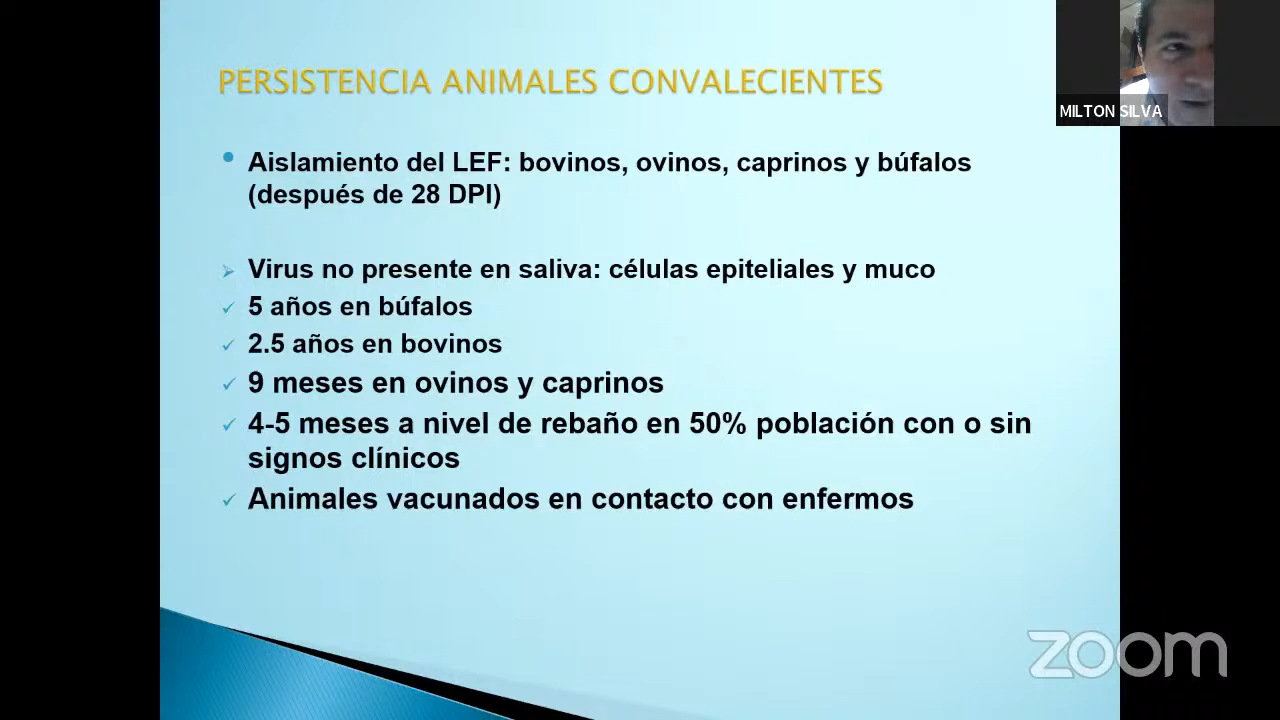 PERSISTENCIA ANIMALES CONVALECIENTES
MILTON SILVA
Aislamiento del LEF: bovinos, ovinos, caprinos y búfalos
(después de 28 DPI)
Virus no presente en saliva: células epiteliales y muco
5 años en búfalos
2.5 años en bovinos
9 meses en ovinos y caprinos
4-5 meses a nivel de rebaño en 50% población con o sin
signos clínicos
Animales vacunados en contacto con enfermos
zoom